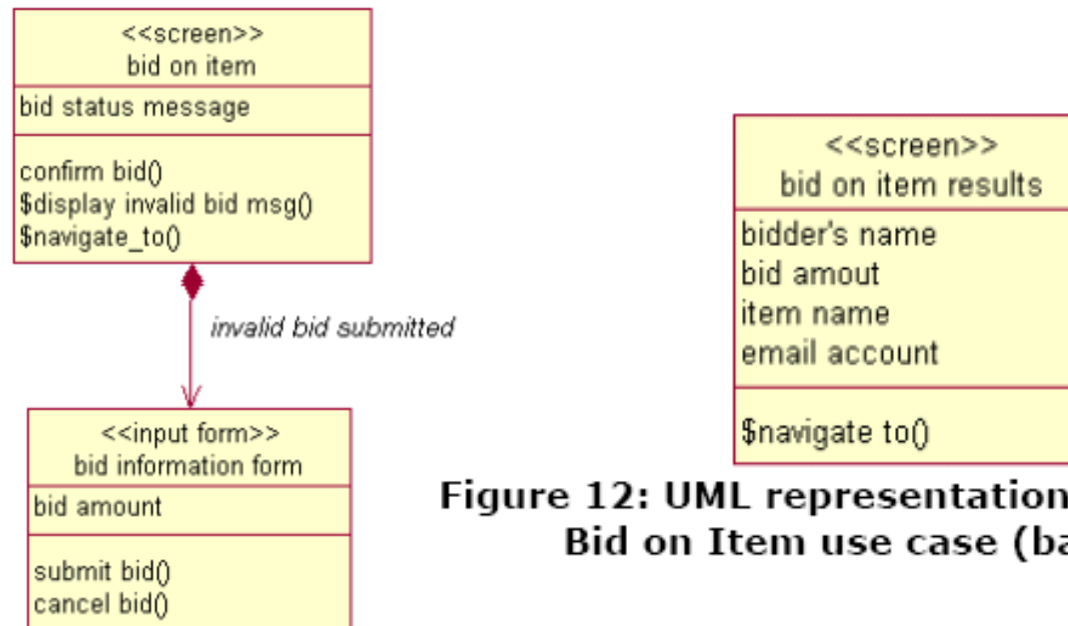 <<screen>>
bid on item
bid status message
confirm bid()
$display invalid bid msg()
$navigate_to()
invalid bid submitted
<<input form>>
bid information form
bid amount
submit bid()
cancel bid()
<<screen>>
bid on item results
bidder's name
bid amout
item name
email account
$navigate to()
Figure 12: UML representation
Bid on Item use case (ba